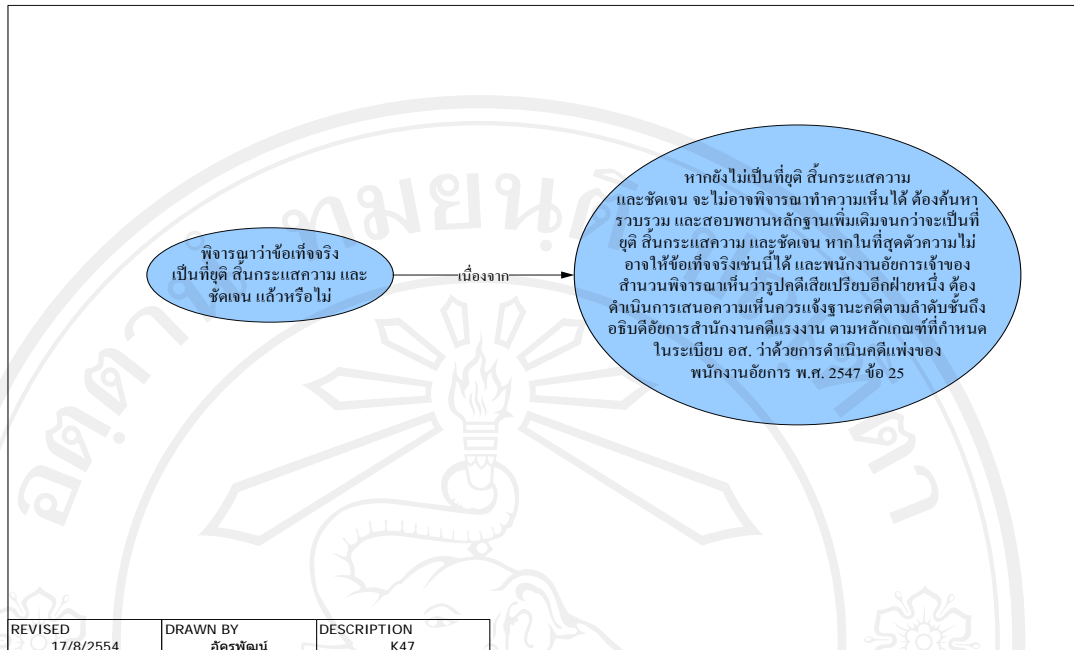 พิจารณาว่าข้อเท็จจริง
เป็นที่ยุติ สิ้นกระแสความ และ
ชัดเจน แล้วหรือไม่
เนื่องจาก
หากยังไม่เป็นที่ยุติ สิ้นกระแสความ
และชัดเจน จะไม่อาจพิจารณาทำความเห็นได้ ต้องค้นหา
รวบรวม และสอบพยานหลักฐานเพิ่มเติมจนกว่าจะเป็นที่
ยุติ สิ้นกระแสความ และชัดเจน หากในที่สุดตัวความไม่
อาจให้ข้อเท็จจริงเช่นนี้ได้ และพนักงานอัยการเจ้าของ
สำนวนพิจารณาเห็นว่ารูปคดีเสียเปรียบอีกฝ่ายหนึ่ง ต้อง
ดำเนินการเสนอความเห็นควรแจ้งฐานะคดีตามลำดับชั้นถึง
อธิบดีอัยการสำนักงานคดีแรงงาน ตามหลักเกณฑ์ที่กำหนด
ในระเบียบ อส. ว่าด้วยการดำเนินคดีแพ่งของ
พนักงานอัยการ พ.ศ. 2547 ข้อ 25
REVISED DRAWN BY DESCRIPTION
17/8/2554 อัครพัฒน์ K47